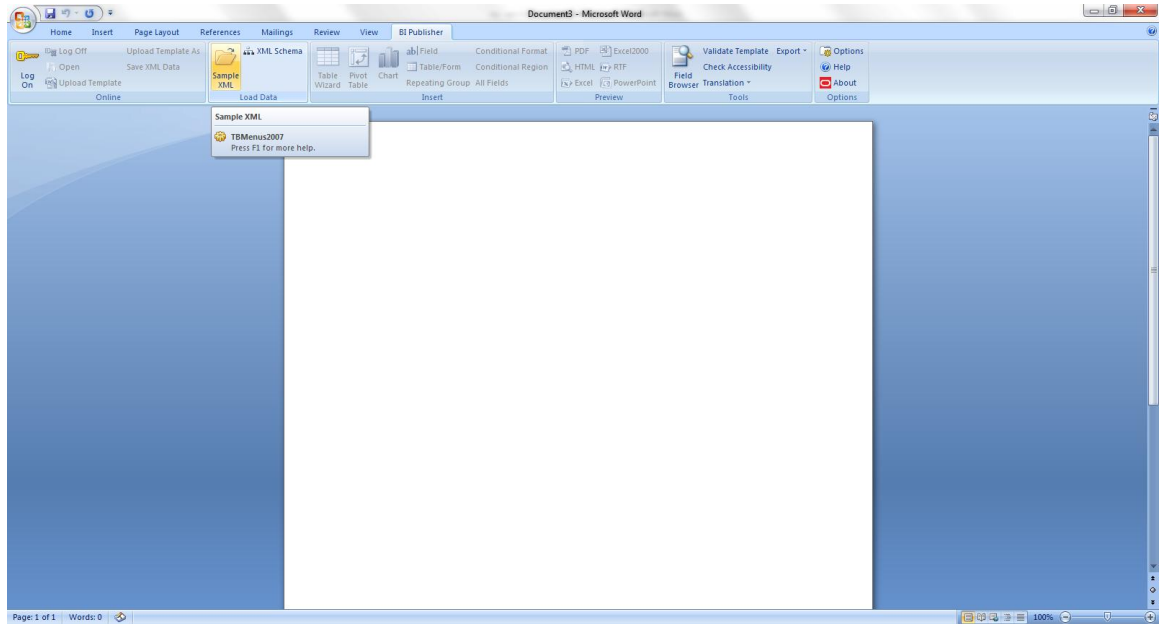 Document3 - Microsoft Word
Home Insert Page Layout References Mailings Review View BI Publisher
Log On
Log Off
Open
Upload Template
Upload Template As
Save XML Data
Online
Sample XML
XML Schema
Load Data
Table Wizard
Pivot Table
Chart
Field
Table/Form
Repeating Group
Conditional Format
Conditional Region
All Fields
Insert
PDF
HTML
Excel
Excel2000
RTF
PowerPoint
Preview
Field Browser
Validate Template
Export
Check Accessibility
Translation
Tools
Options
Help
About
Options
Sample XML
TBMenus2007
Press F1 for more help.
Page: 1 of 1 Words: 0
100%